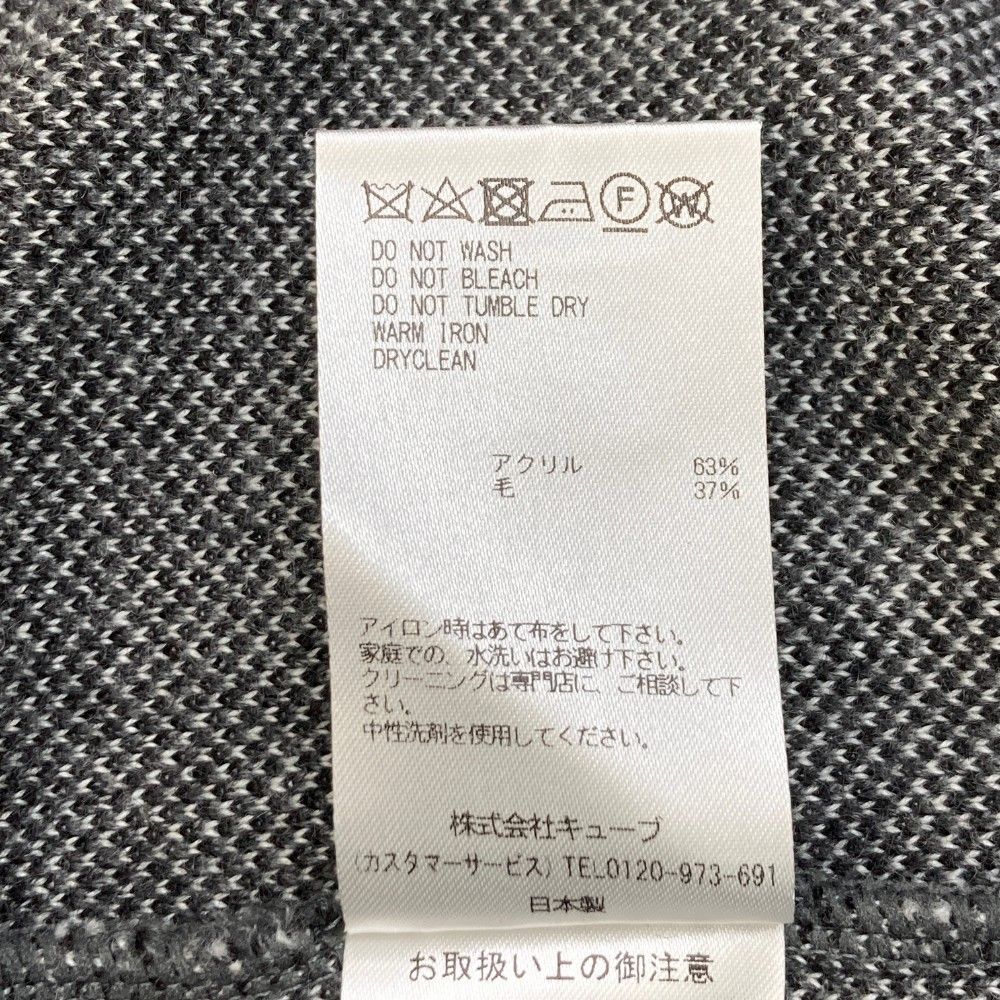 F W
DO NOT WASH
DO NOT BLEACH
DO NOT TUMBLE DRY
WARM IRON
DRYCLEAN
アクリル 63%
毛 37%
アイロン時はあて布をして下さい。
家庭での、水洗いはお避け下さい。
クリーニングは専門店に、ご相談して下
さい。
中性洗剤を使用してください。
株式会社キューブ
(カスタマーサービス) TEL0120-973-691
日本製
お取扱い上の御注意